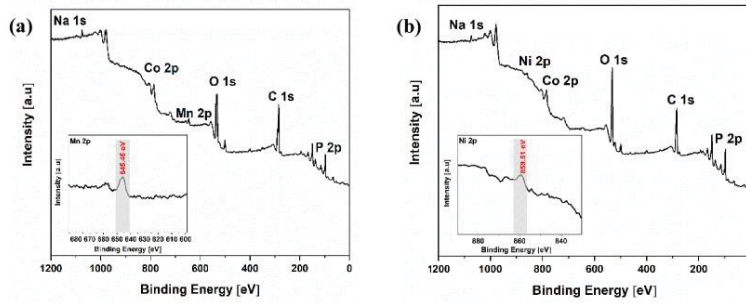 (a)
Na 1s
Co 2p
Mn 2p
O 1s
C 1s
P 2p
Intensity [a.u]
Mn 2p
Intensity (a.u)
680 670 660 650 640 630 620 610 600
Binding Energy [eV]
1200 1000 800 600 400 200 0
Binding Energy [eV]
(b)
Na 1s
Ni 2p
Co 2p
O 1s
C 1s
P 2p
Intensity [a.u]
Ni 2p
Intensity [a.u]
859.81 eV
880 860 840
Binding Energy [eV]
1200 1000 800 600 400 200 0
Binding Energy [eV]